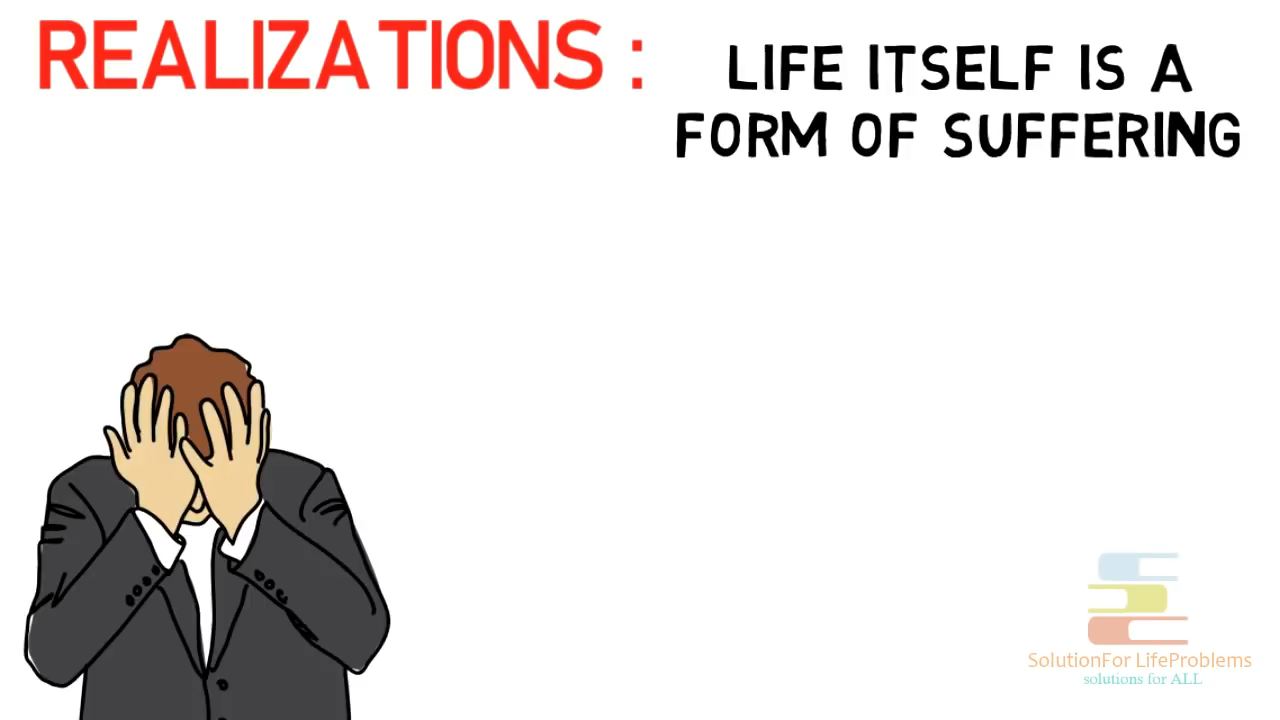 REALIZATIONS :
LIFE ITSELF IS A
FORM OF SUFFERING
SolutionFor LifeProblems
solutions for ALL